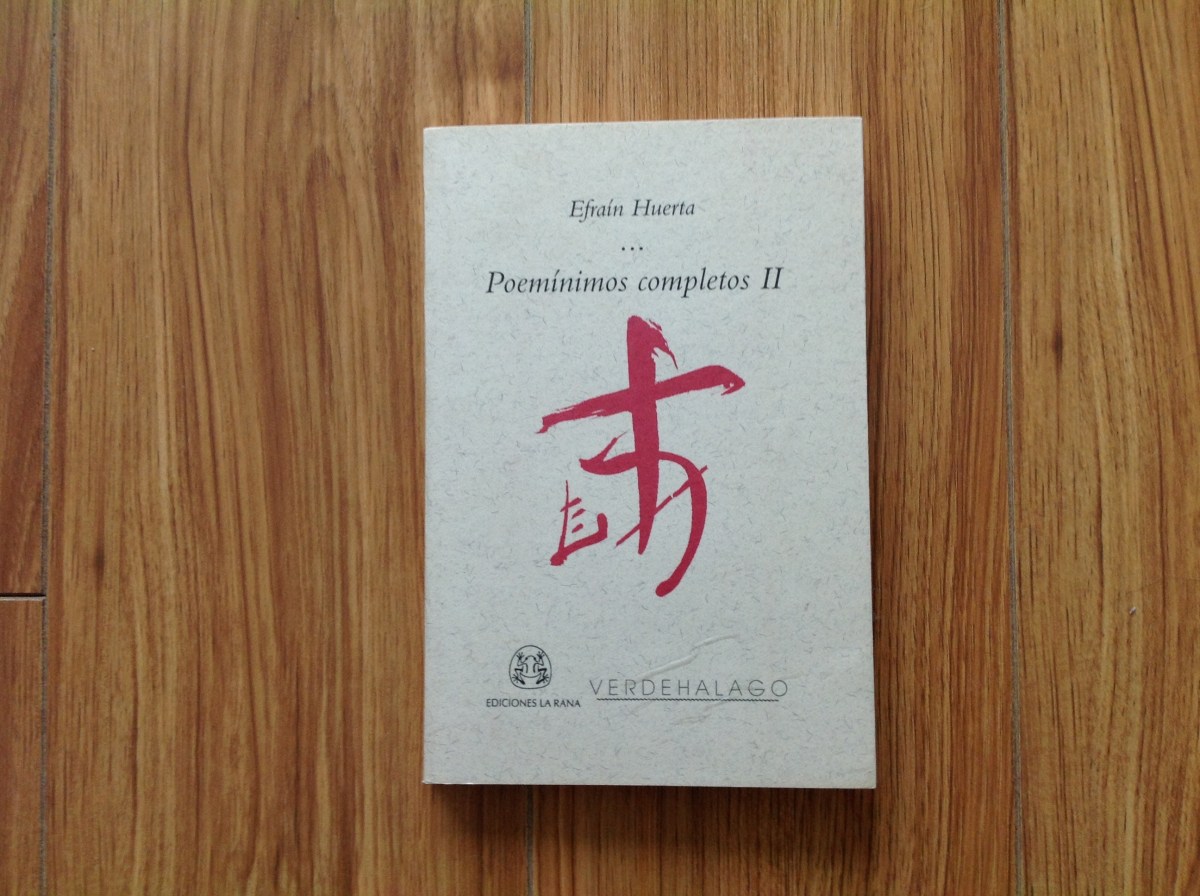 Efraín Huerta
...
Poemínimos completos II
EDICIONES LA RANA
VERDEHALAGO